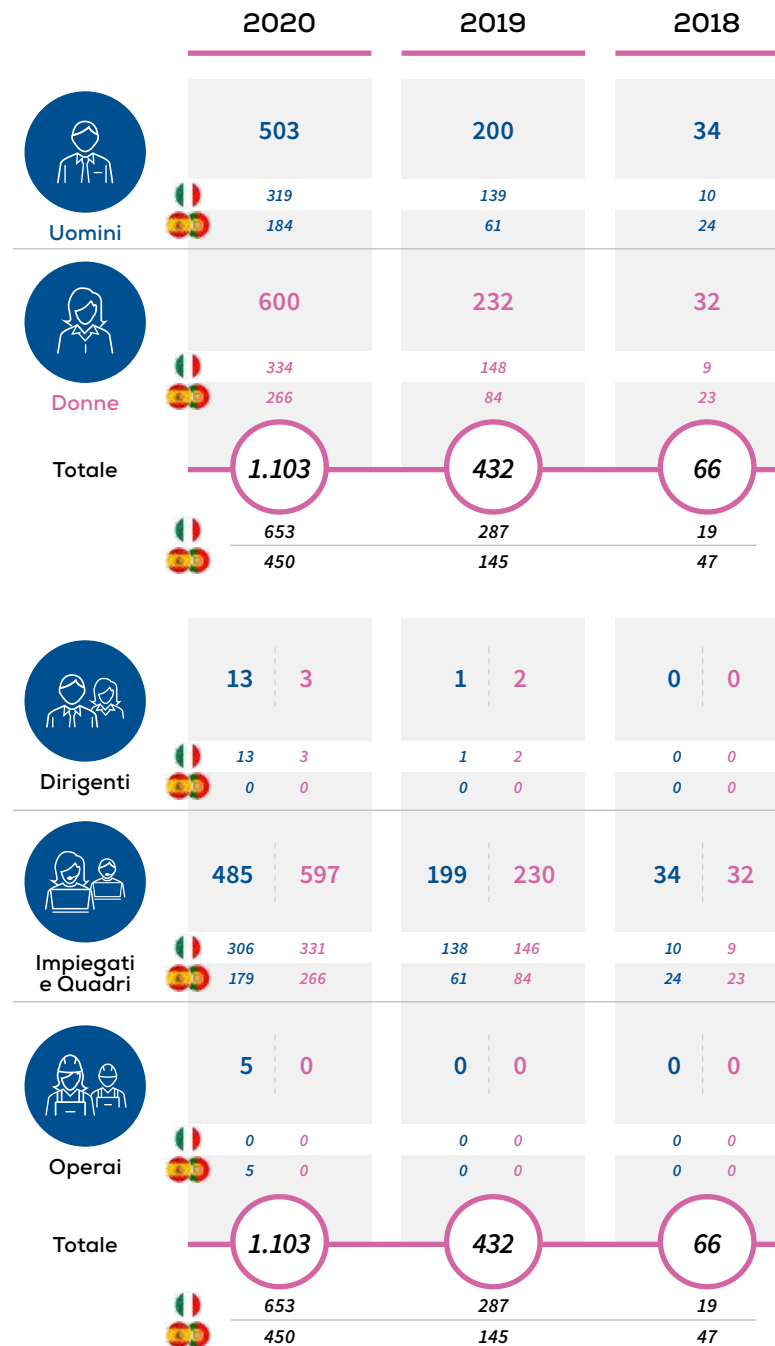 2020 2019 2018
503 200 34
319 139 10
Uomini 184 61 24
600 232 32
334 148 9
Donne 266 84 23
Totale 1.103 432 66
653 287 19
450 145 47
13 3 1 2 0 0
13 3 1 2 0 0
Dirigenti 0 0 0 0 0 0
485 597 199 230 34 32
306 331 138 146 10 9
Impiegati
e Quadri 179 266 61 84 24 23
5 0 0 0 0 0
0 0 0 0 0 0
Operai 5 0 0 0 0 0
Totale 1.103 432 66
653 287 19
450 145 47